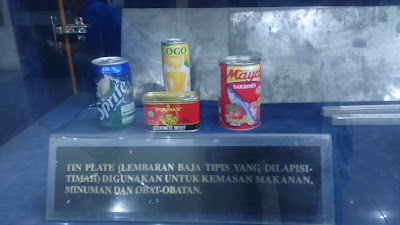 GOGO
Sprite
Maya
SARDINES
CORNED BEEF
TIN PLATE (LEMBARAN BAJA TIPIS YANG DILAPISI-
TIMAH) DIGUNAKAN UNTUK KEMASAN MAKANAN,
MINUMAN DAN OBAT-OBATAN.